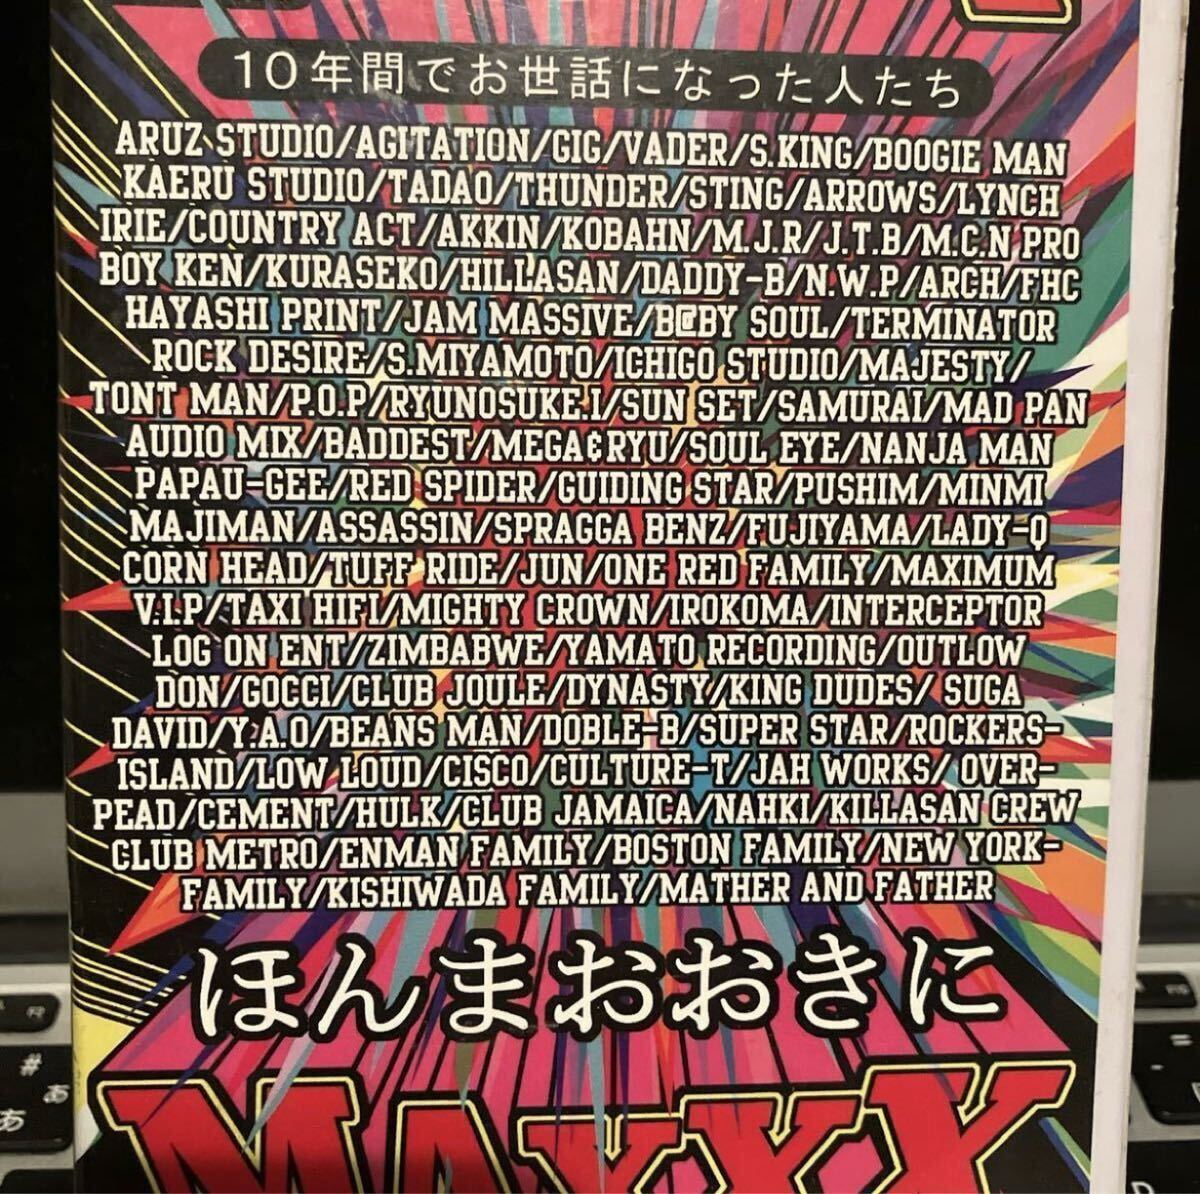 10年間でお世話になった人たち
ARUZ STUDIO/AGITATION/GIG/VADER/S.KING/BOOGIE MAN
KAERU STUDIO/TADAO/THUNDER/STING/ARROWS/LYNCH
IRIE/COUNTRY ACT/AKKIN/KOBAHN/M.J.R/J.T.B/M.C.N PRO
BOY KEN/KURASEKO/HILLASAN/DADDY-B/N.W.P/ARCH/FHC
HAYASHI PRINT/JAM MASSIVE/B@BY SOUL/TERMINATOR
ROCK DESIRE/S.MIYAMOTO/ICHIGO STUDIO/MAJESTY/
TONT MAN/P.O.P/RYUNOSUKE.I/SUN SET/SAMURAI/MAD PAN
AUDIO MIX/BADDEST/MEGA&RYU/SOUL EYE/NANJA MAN
PAPAU-GEE/RED SPIDER/GUIDING STAR/PUSHIM/MINMI
MAJIMAN/ASSASSIN/SPRAGGA BENZ/FUJIYAMA/LADY-Q
CORN HEAD/TUFF RIDE/JUN/ONE RED FAMILY/MAXIMUM
V.I.P/TAXI HIFI/MIGHTY CROWN/IROKOMA/INTERCEPTOR
LOG ON ENT/ZIMBABWE/YAMATO RECORDING/OUTLOW
DON/GOCCI/CLUB JOULE/DYNASTY/KING DUDES/ SUGA
DAVID/Y.A.O/BEANS MAN/DOBLE-B/SUPER STAR/ROCKERS-
ISLAND/LOW LOUD/CISCO/CULTURE-T/JAH WORKS/ OVER-
PEAD/CEMENT/HULK/CLUB JAMAICA/NAHKI/KILLASAN CREW
CLUB METRO/ENMAN FAMILY/BOSTON FAMILY/NEW YORK-
FAMILY/KISHIWADA FAMILY/MATHER AND FATHER
ほんまおおきに
MAXXX
#
あ
あ